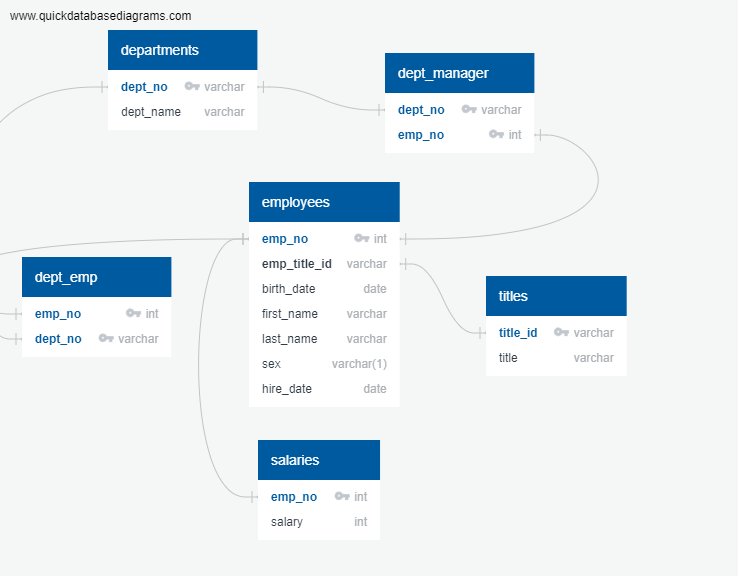 www.quickdatabasediagrams.com
departments
dept_no varchar
dept_name varchar
dept_manager
dept_no varchar
emp_no int
employees
emp_no int
emp_title_id varchar
birth_date date
first_name varchar
last_name varchar
sex varchar(1)
hire_date date
dept_emp
emp_no int
dept_no varchar
titles
title_id varchar
title varchar
salaries
emp_no int
salary int